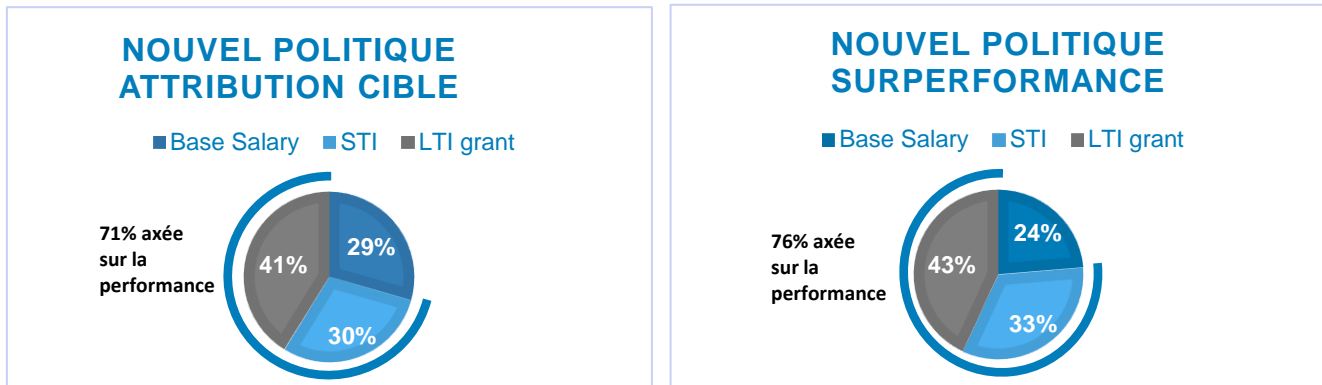 NOUVEL POLITIQUE
ATTRIBUTION CIBLE
Base Salary STI LTI grant
71% axée
sur la
performance
41%
29%
30%
NOUVEL POLITIQUE
SURPERFORMANCE
Base Salary STI LTI grant
76% axée
sur la
performance
43%
24%
33%